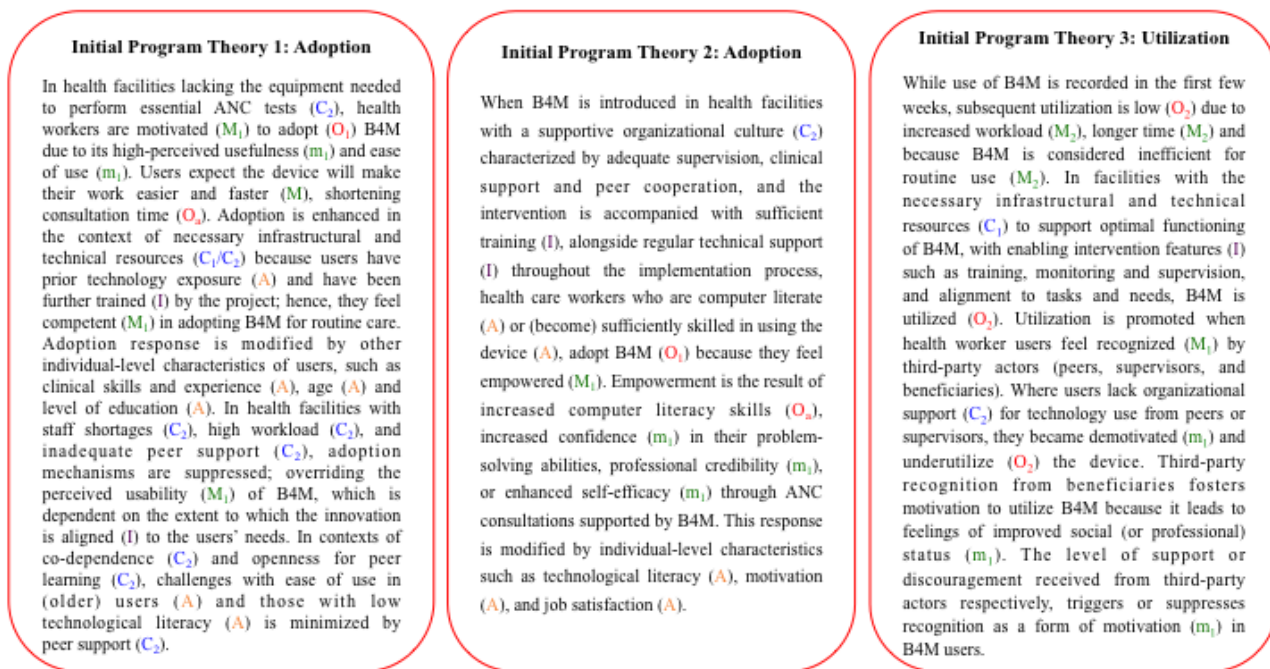 Initial Program Theory 1: Adoption
In health facilities lacking the equipment needed
to perform essential ANC tests (C₂), health
workers are motivated (M₁) to adopt (O₁) B4M
due to its high-perceived usefulness (m₁) and ease
of use (m₁). Users expect the device will make
their work easier and faster (M), shortening
consultation time (Oₐ). Adoption is enhanced in
the context of necessary infrastructural and
technical resources (C₁/C₂) because users have
prior technology exposure (A) and have been
further trained (I) by the project; hence, they feel
competent (M₁) in adopting B4M for routine care.
Adoption response is modified by other
individual-level characteristics of users, such as
clinical skills and experience (A), age (A) and
level of education (A). In health facilities with
staff shortages (C₂), high workload (C₂), and
inadequate peer support (C₂), adoption
mechanisms are suppressed; overriding the
perceived usability (M₁) of B4M, which is
dependent on the extent to which the innovation
is aligned (I) to the users' needs. In contexts of
co-dependence (C₂) and openness for peer
learning (C₂), challenges with ease of use in
(older) users (A) and those with low
technological literacy (A) is minimized by
peer support (C₂).
Initial Program Theory 2: Adoption
When B4M is introduced in health facilities
with a supportive organizational culture (C₂)
characterized by adequate supervision, clinical
support and peer cooperation, and the
intervention is accompanied with sufficient
training (I), alongside regular technical support
(I) throughout the implementation process,
health care workers who are computer literate
(A) or (become) sufficiently skilled in using the
device (A), adopt B4M (O₁) because they feel
empowered (M₁). Empowerment is the result of
increased computer literacy skills (Oₐ),
increased confidence (m₁) in their problem-
solving abilities, professional credibility (m₁),
or enhanced self-efficacy (m₁) through ANC
consultations supported by B4M. This response
is modified by individual-level characteristics
such as technological literacy (A), motivation
(A), and job satisfaction (A).
Initial Program Theory 3: Utilization
While use of B4M is recorded in the first few
weeks, subsequent utilization is low (O₂) due to
increased workload (M₂), longer time (M₂) and
because B4M is considered inefficient for
routine use (M₂). In facilities with the
necessary infrastructural and technical
resources (C₁) to support optimal functioning
of B4M, with enabling intervention features (I)
such as training, monitoring and supervision,
and alignment to tasks and needs, B4M is
utilized (O₂). Utilization is promoted when
health worker users feel recognized (M₁) by
third-party actors (peers, supervisors, and
beneficiaries). Where users lack organizational
support (C₂) for technology use from peers or
supervisors, they became demotivated (m₁) and
underutilize (O₂) the device. Third-party
recognition from beneficiaries fosters
motivation to utilize B4M because it leads to
feelings of improved social (or professional)
status (m₁). The level of support or
discouragement received from third-party
actors respectively, triggers or suppresses
recognition as a form of motivation (m₁) in
B4M users.